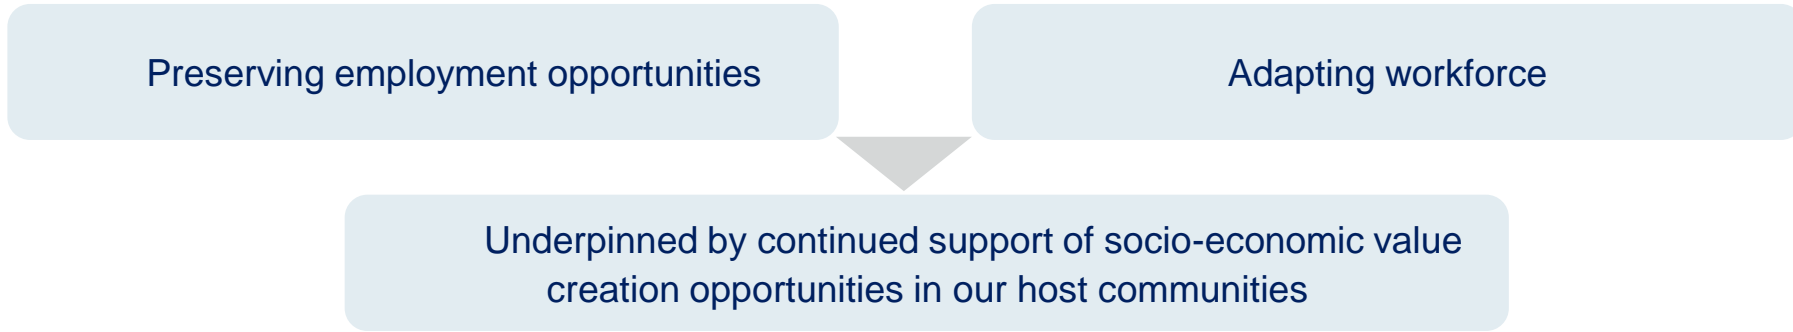 Preserving employment opportunities
Adapting workforce
Underpinned by continued support of socio-economic value
creation opportunities in our host communities